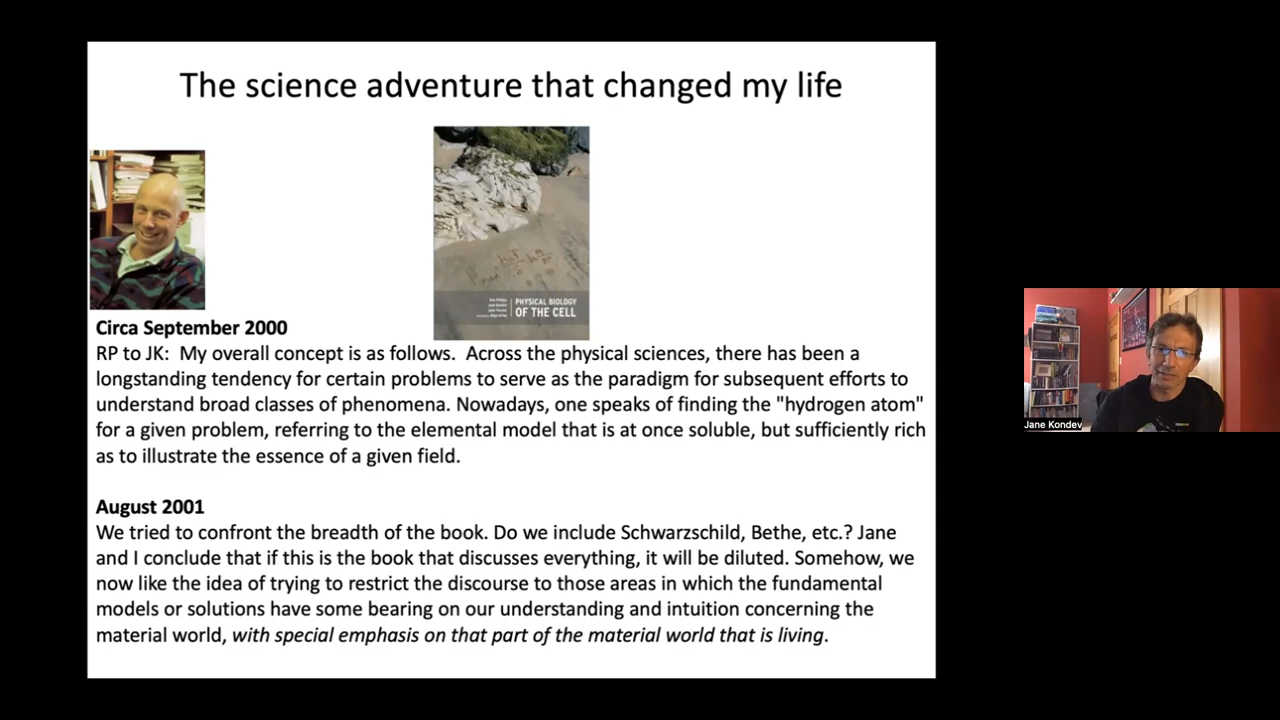 The science adventure that changed my life
PHYSICAL BIOLOGY
OF THE CELL
Circa September 2000
RP to JK:  My overall concept is as follows.  Across the physical sciences, there has been a
longstanding tendency for certain problems to serve as the paradigm for subsequent efforts to
understand broad classes of phenomena. Nowadays, one speaks of finding the "hydrogen atom"
for a given problem, referring to the elemental model that is at once soluble, but sufficiently rich
as to illustrate the essence of a given field.
August 2001
We tried to confront the breadth of the book. Do we include Schwarzschild, Bethe, etc.? Jane
and I conclude that if this is the book that discusses everything, it will be diluted. Somehow, we
now like the idea of trying to restrict the discourse to those areas in which the fundamental
models or solutions have some bearing on our understanding and intuition concerning the
material world, with special emphasis on that part of the material world that is living.
Jane Kondev